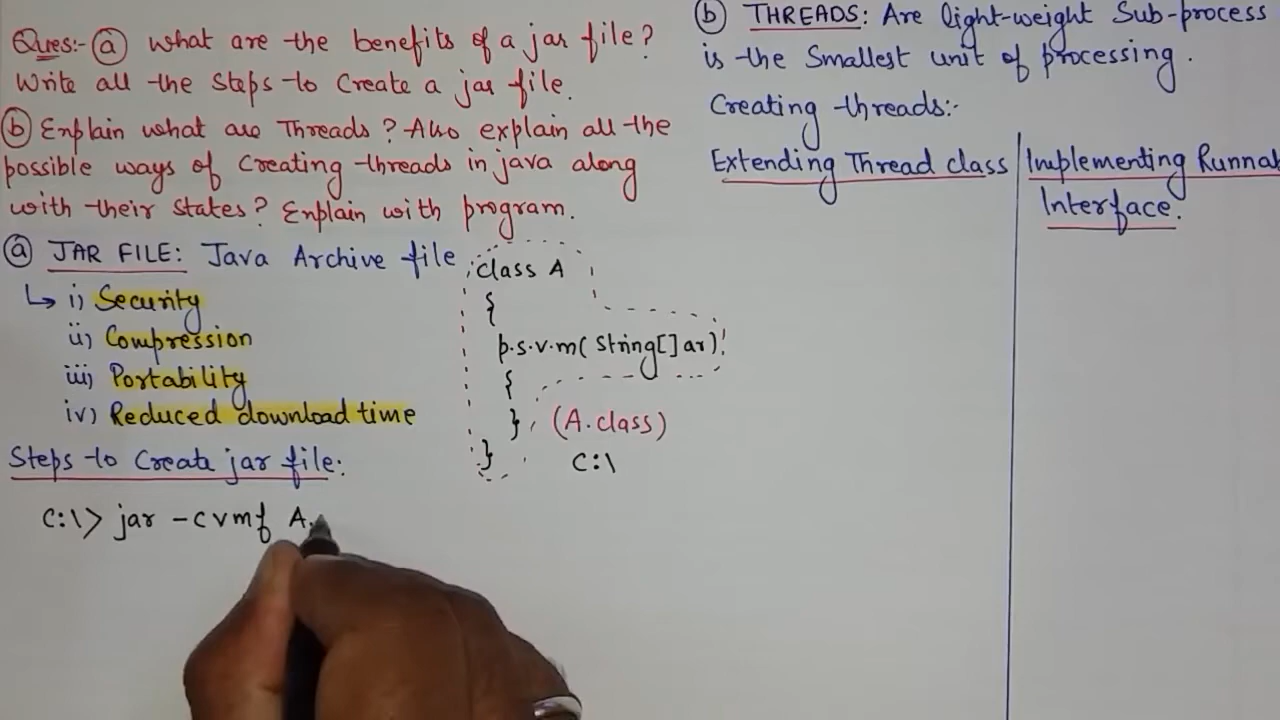 Ques:- (a) What are the benefits of a jar file?
Write all the steps to Create a jar file.
(b) Explain what are Threads? Also explain all the
possible ways of Creating threads in java along
with their states? Explain with program.
(a) JAR FILE: Java Archive file
↳ i) Security
ii) Compression
iii) Portability
iv) Reduced download time
class A
{
p.s.v.m( String[] ar)
{
}
}
(A.class)
C:\
Steps to Create jar file:
C:\> jar -cvmf A.
(b) THREADS: Are light-weight Sub-process
is the Smallest unit of processing.
Creating threads:-
Extending Thread class
Implementing Runnab
Interface.